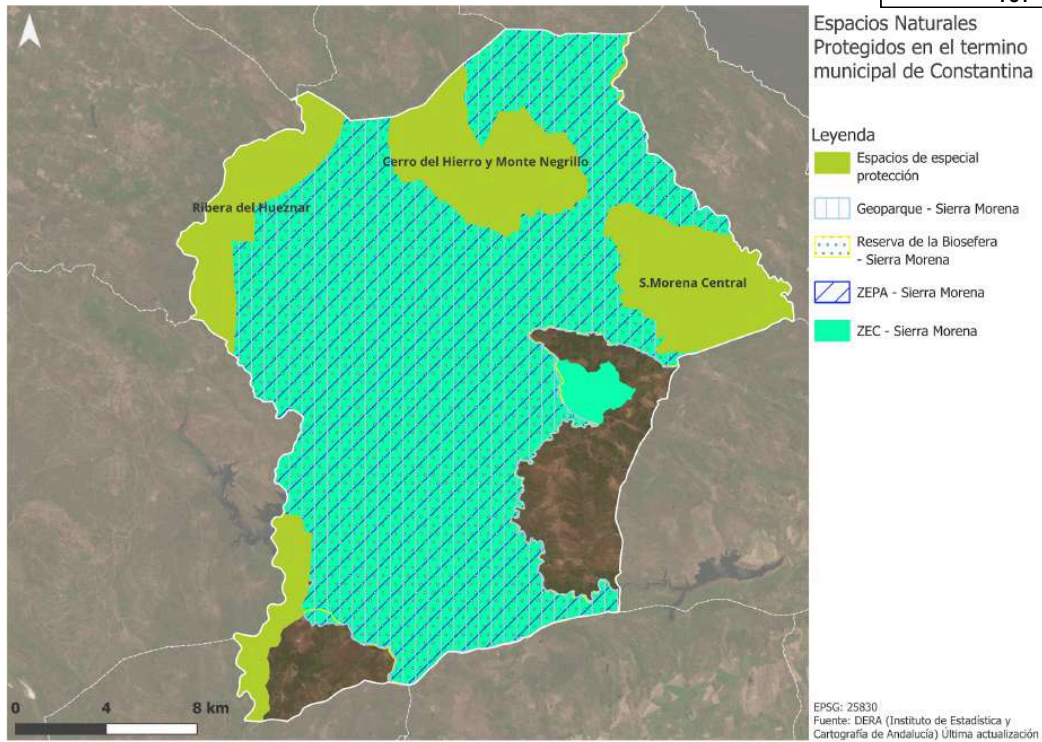 Espacios Naturales
Protegidos en el termino
municipal de Constantina
Leyenda
Espacios de especial
protección
Geoparque - Sierra Morena
Reserva de la Biosefera
- Sierra Morena
ZEPA - Sierra Morena
ZEC - Sierra Morena
Cerro del Hierro y Monte Negrillo
Ribera del Hueznar
S.Morena Central
0 4 8 km
EPSG: 25830
Fuente: DERA (Instituto de Estadística y
Cartografía de Andalucía) Última actualización